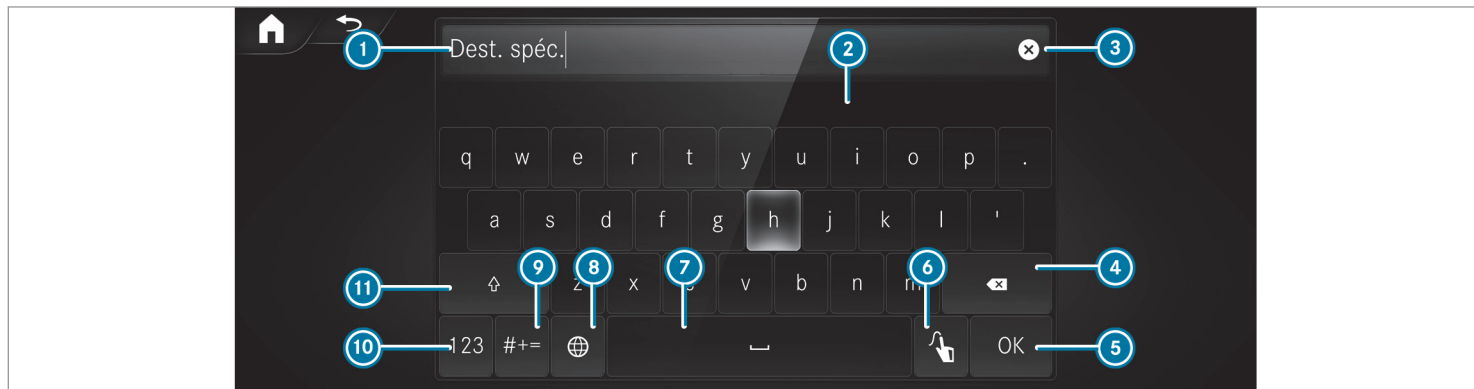 1 Dest. spéc. 2 3
q w e r t y u i o p .
a s d f g h j k l '
11 z x v b n m 4
9 8 7 6
10 123 #+= OK 5